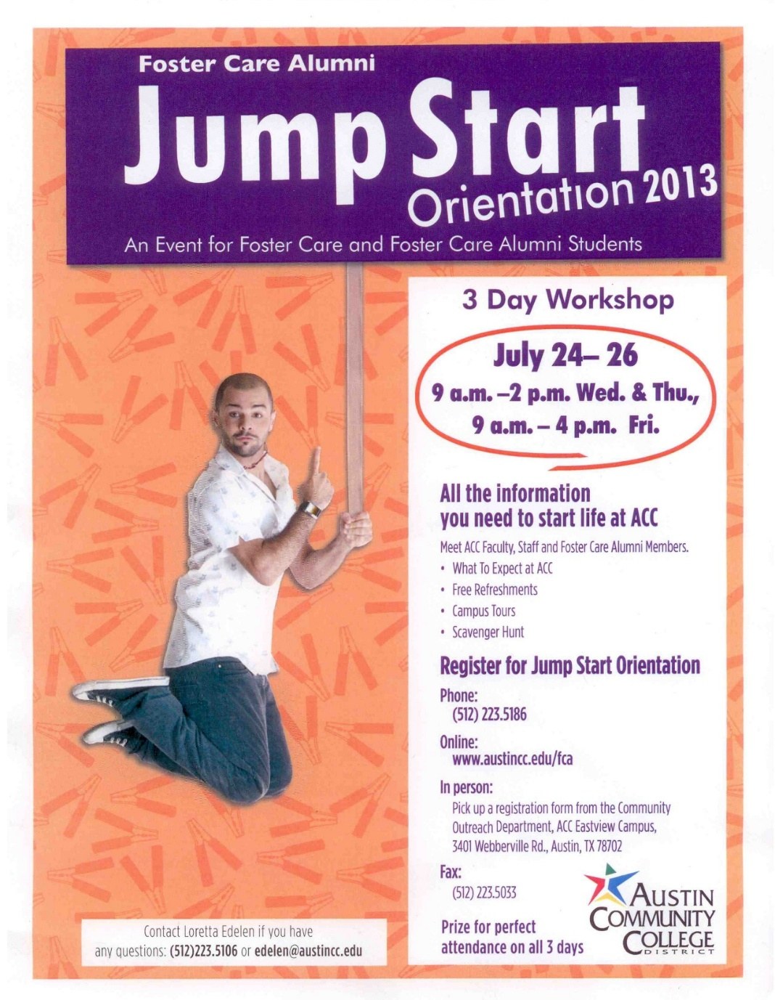 Foster Care Alumni
Jump Start
Orientation 2013
An Event for Foster Care and Foster Care Alumni Students
3 Day Workshop
July 24– 26
9 a.m. –2 p.m. Wed. & Thu.,
9 a.m. – 4 p.m. Fri.
All the information
you need to start life at ACC
Meet ACC Faculty, Staff and Foster Care Alumni Members.
• What To Expect at ACC
• Free Refreshments
• Campus Tours
• Scavenger Hunt
Register for Jump Start Orientation
Phone:
(512) 223.5186
Online:
www.austincc.edu/fca
In person:
Pick up a registration form from the Community
Outreach Department, ACC Eastview Campus,
3401 Webberville Rd., Austin, TX 78702
Fax:
(512) 223.5033
Prize for perfect
attendance on all 3 days
AUSTIN
COMMUNITY
COLLEGE
DISTRICT
Contact Loretta Edelen if you have
any questions: (512)223.5106 or edelen@austincc.edu